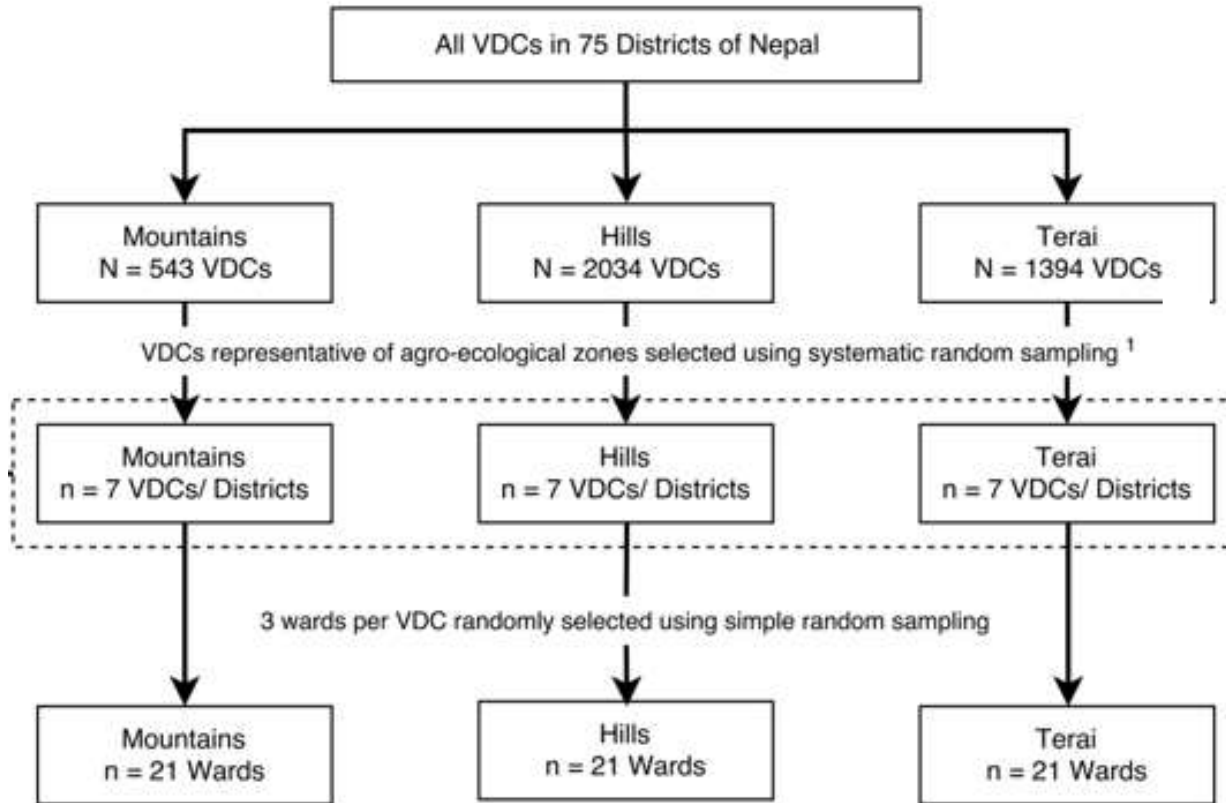 All VDCs in 75 Districts of Nepal
Mountains
N = 543 VDCs
Hills
N = 2034 VDCs
Terai
N = 1394 VDCs
VDCs representative of agro-ecological zones selected using systematic random sampling 1
Mountains
n = 7 VDCs/ Districts
Hills
n = 7 VDCs/ Districts
Terai
n = 7 VDCs/ Districts
3 wards per VDC randomly selected using simple random sampling
Mountains
n = 21 Wards
Hills
n = 21 Wards
Terai
n = 21 Wards